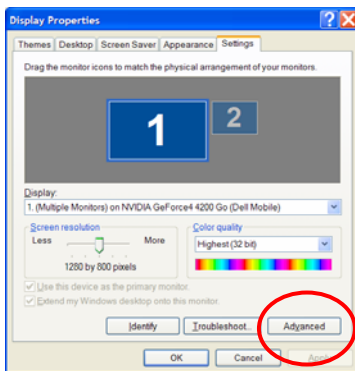 Display Properties
Themes Desktop Screen Saver Appearance Settings
Drag the monitor icons to match the physical arrangement of your monitors.
1 2
Display:
1. (Multiple Monitors) on NVIDIA GeForce4 4200 Go (Dell Mobile)
Screen resolution
Less More
1280 by 800 pixels
Color quality
Highest (32 bit)
Use this device as the primary monitor.
Extend my Windows desktop onto this monitor.
Identify Troubleshoot... Advanced
OK Cancel Apply